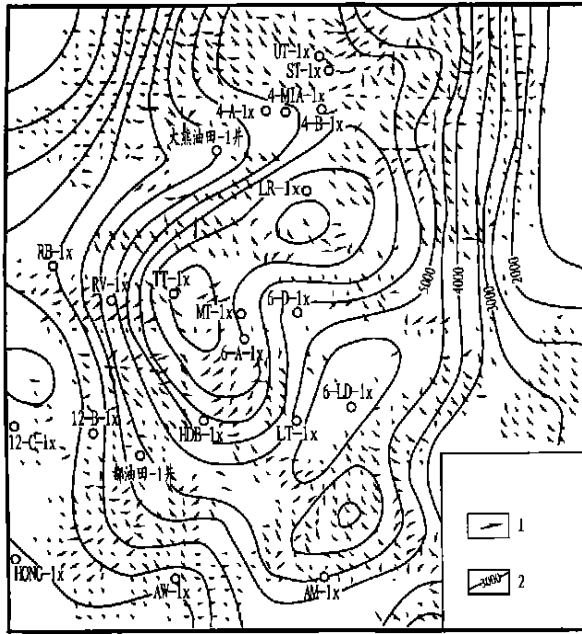 UT-1x
ST-1x
4-M1A-1x
4-A-1x
4-B-1x
大熊油田-1井
LR-1x
RB-1x
RV-1x
TT-1x
MT-1x
6-D-1x
6-A-1x
5000
4000
3000
2000
6-LD-1x
12-B-1x
12-C-1x
HDB-1x
LT-1x
都油田-1井
HONG-1x
AW-1x
AM-1x
1
3000
2